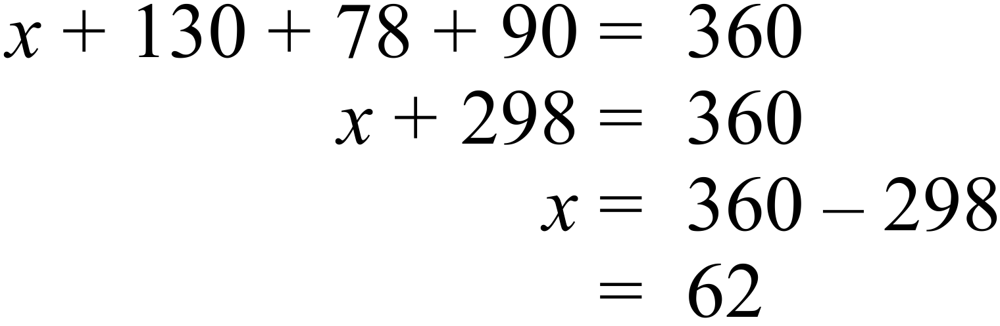 x + 130 + 78 + 90 = 360
x + 298 = 360
x = 360 – 298
= 62